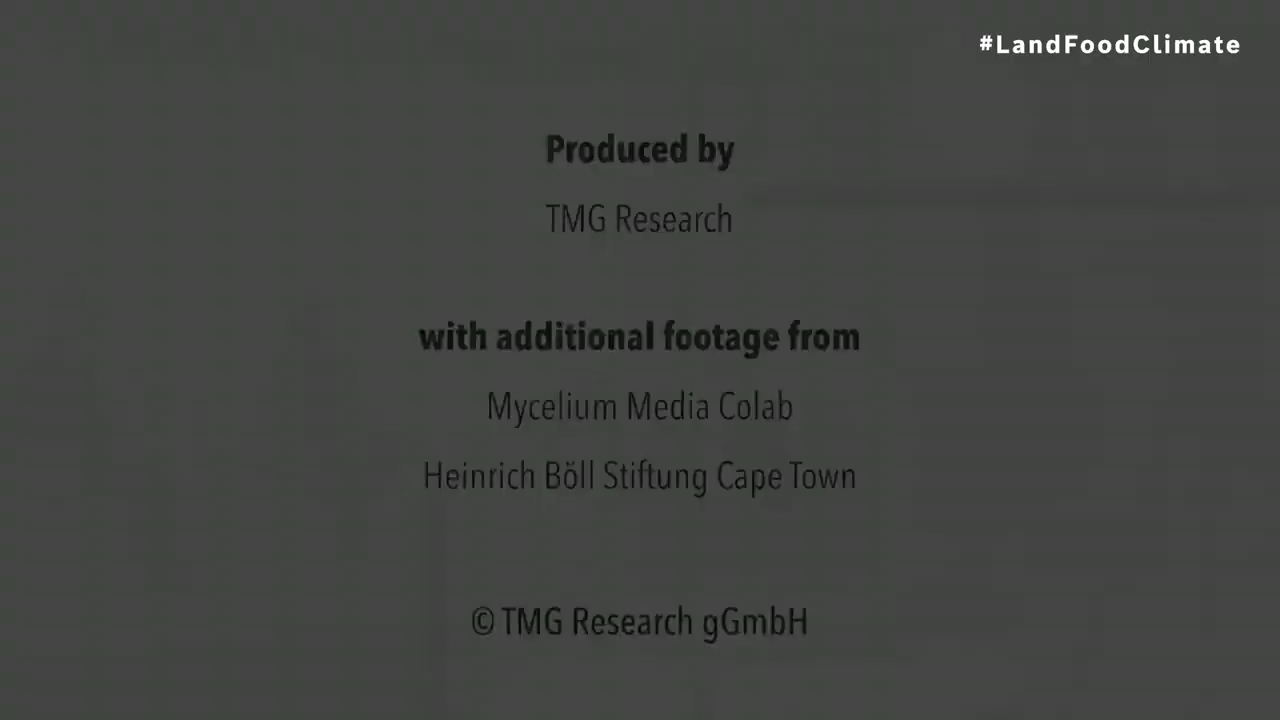 #LandFoodClimate
Produced by
TMG Research
with additional footage from
Mycelium Media Colab
Heinrich Böll Stiftung Cape Town
© TMG Research gGmbH